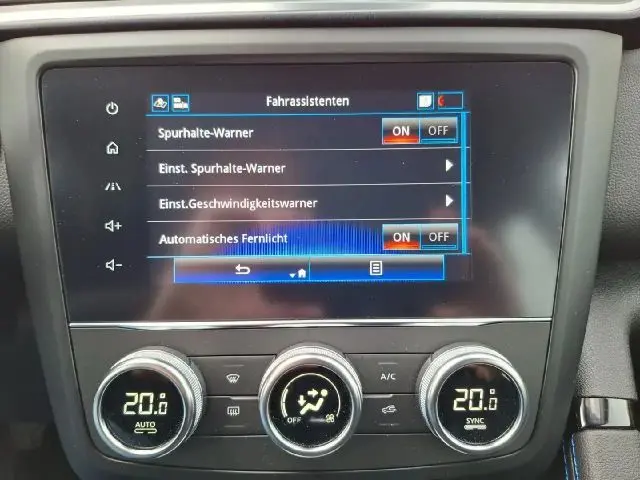 Fahrassistenten
Spurhalte-Warner ON OFF
Einst. Spurhalte-Warner
Einst.Geschwindigkeitswarner
Automatisches Fernlicht ON OFF
A/C
20.0 20.0
AUTO OFF SYNC